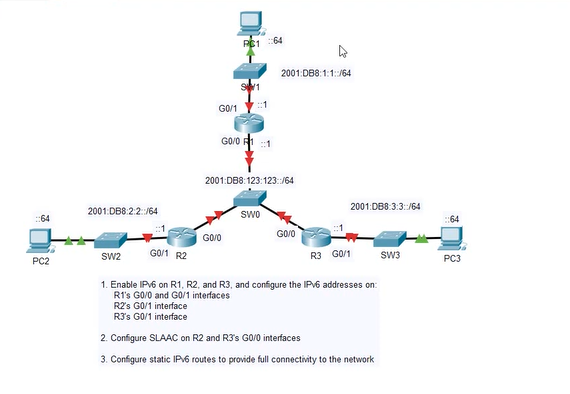 PC1
::64
SW1
2001:DB8:1:1::/64
G0/1
::1
G0/0
R1
::1
2001:DB8:123:123::/64
SW0
::64
2001:DB8:2:2::/64
::1
PC2
SW2
G0/1
R2
G0/0
2001:DB8:3:3::/64
::64
::1
G0/0
R3
G0/1
SW3
PC3
1. Enable IPv6 on R1, R2, and R3, and configure the IPv6 addresses on:
R1's G0/0 and G0/1 interfaces
R2's G0/1 interface
R3's G0/1 interface
2. Configure SLAAC on R2 and R3's G0/0 interfaces
3. Configure static IPv6 routes to provide full connectivity to the network